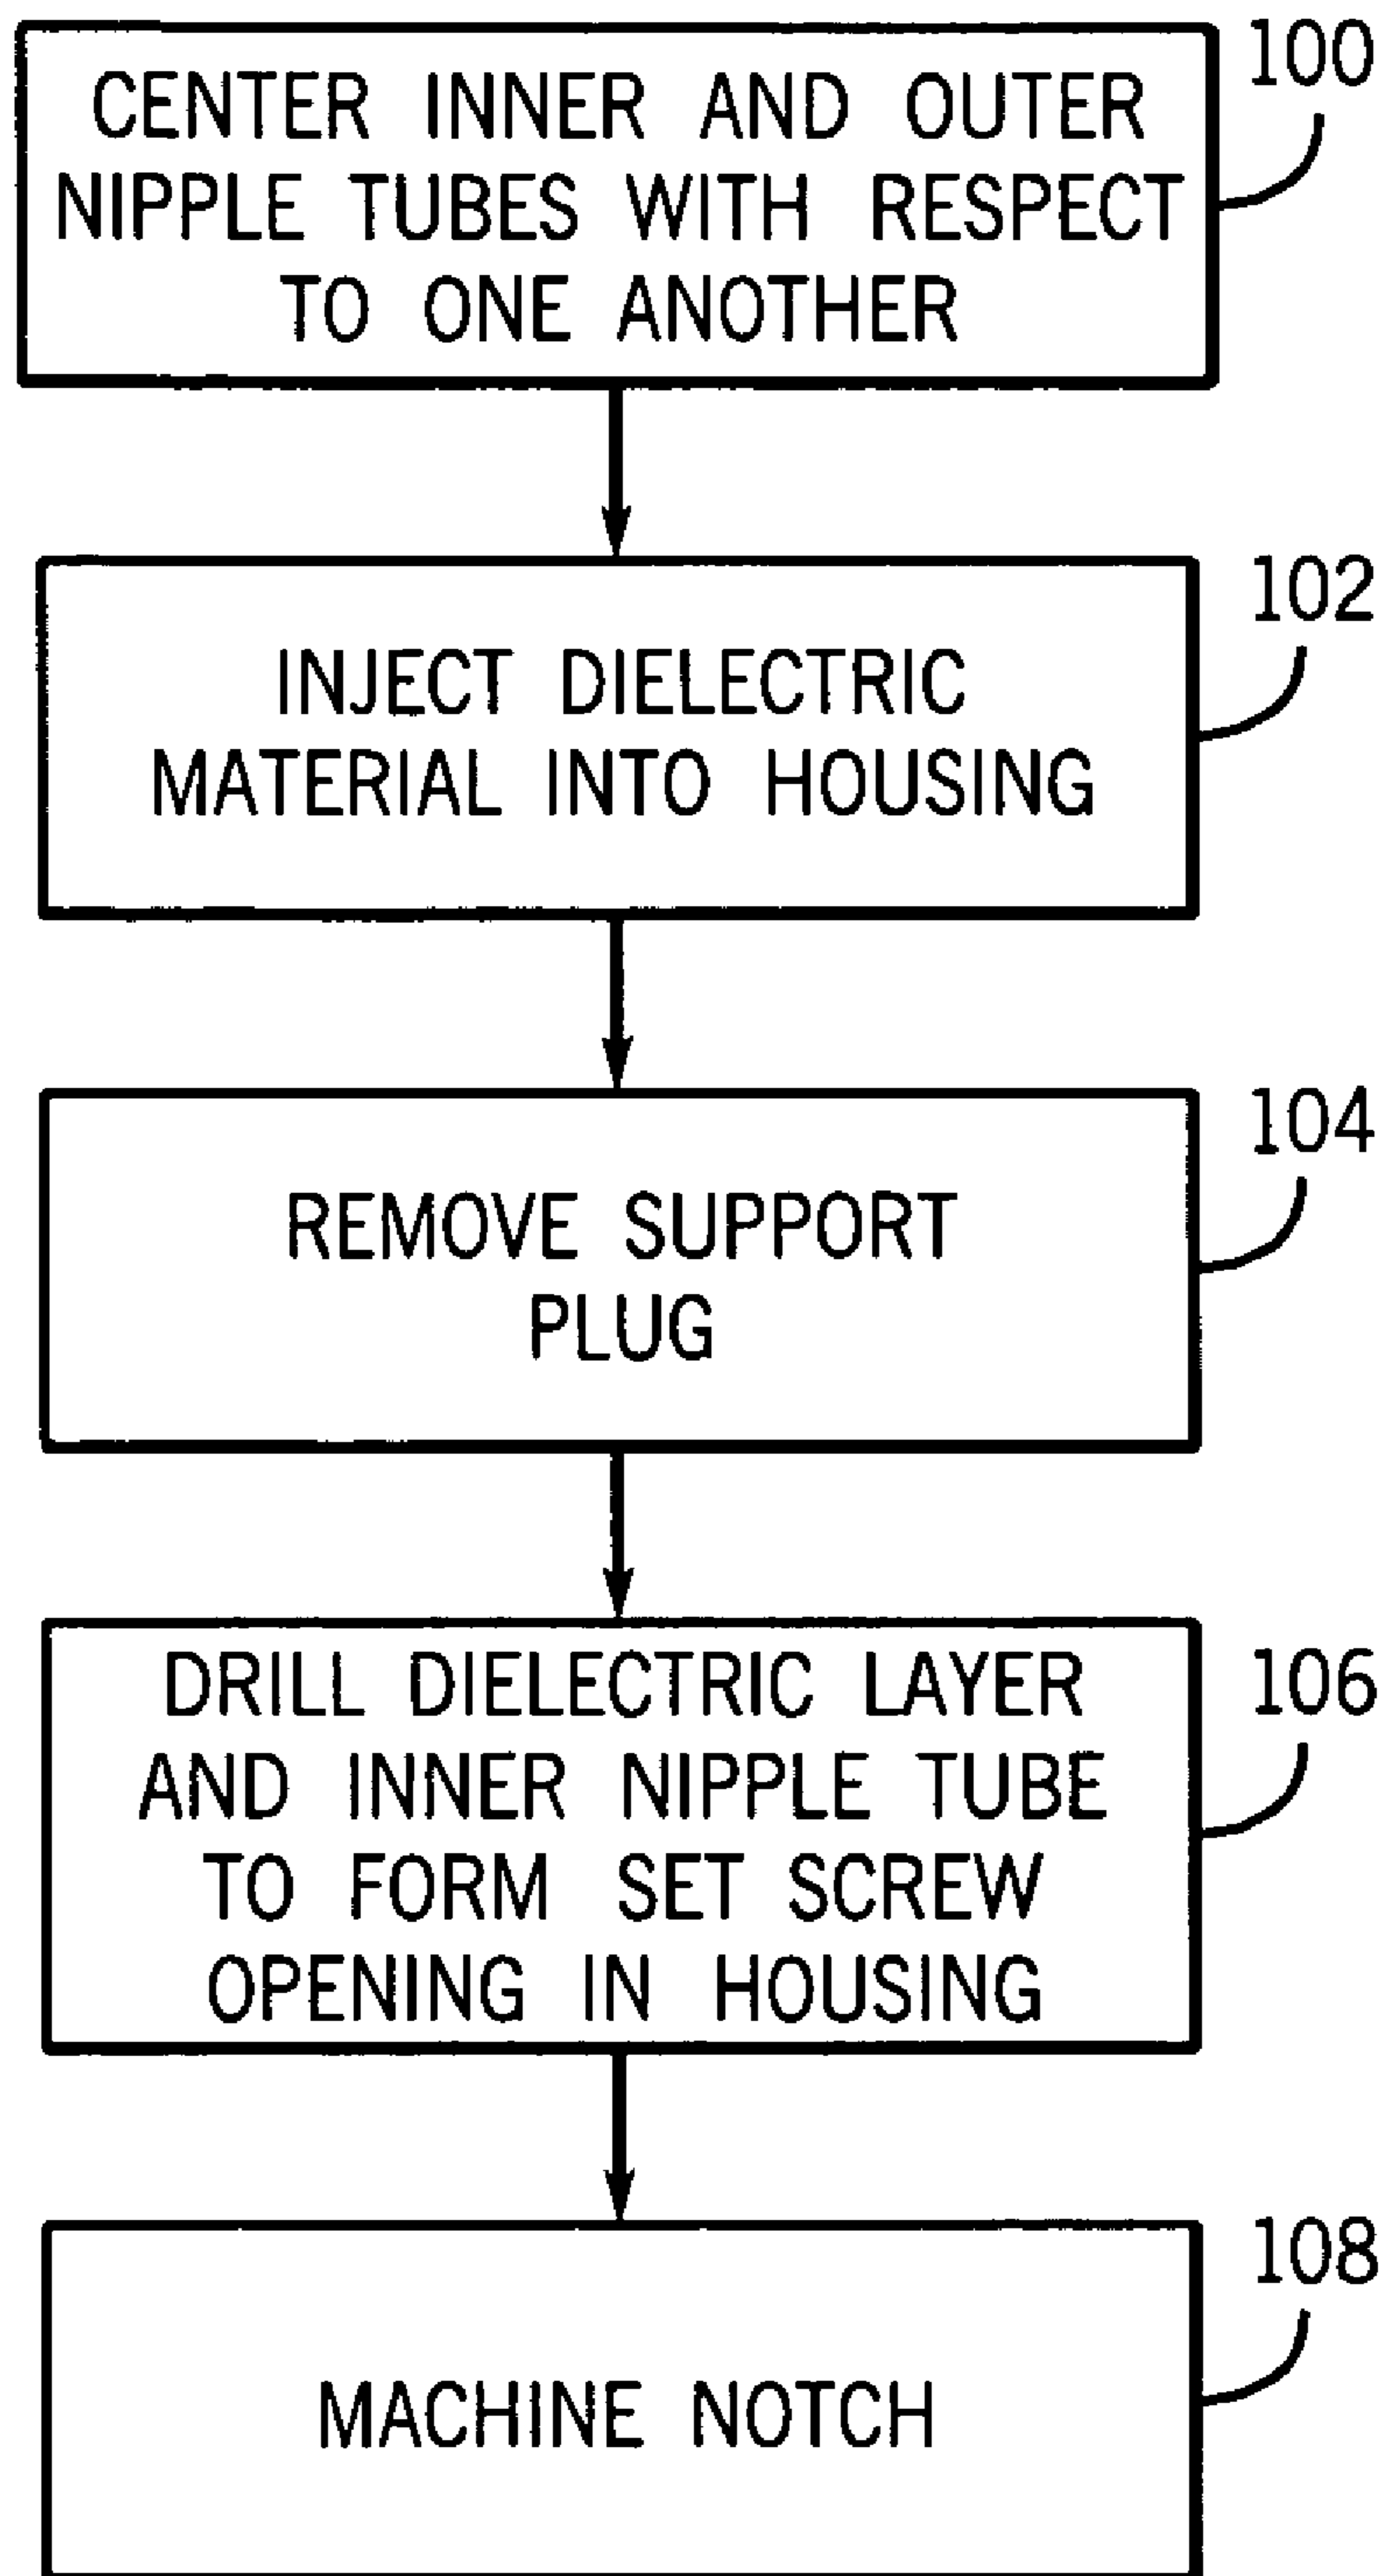 100
CENTER INNER AND OUTER
NIPPLE TUBES WITH RESPECT
TO ONE ANOTHER
102
INJECT DIELECTRIC
MATERIAL INTO HOUSING
104
REMOVE SUPPORT
PLUG
106
DRILL DIELECTRIC LAYER
AND INNER NIPPLE TUBE
TO FORM SET SCREW
OPENING IN HOUSING
108
MACHINE NOTCH